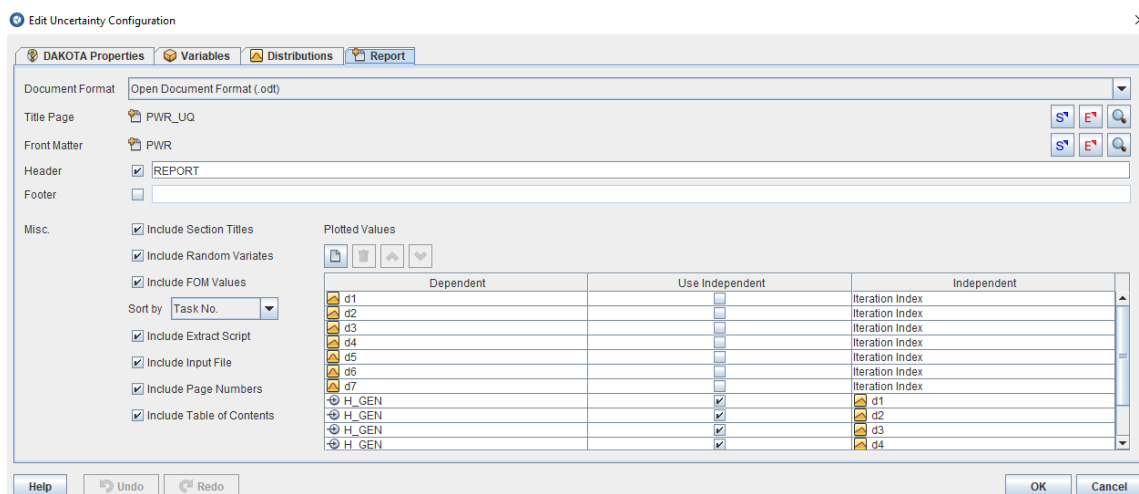 Edit Uncertainty Configuration
DAKOTA Properties Variables Distributions Report
Document Format Open Document Format (.odt)
Title Page PWR_UQ S E
Front Matter PWR S E
Header REPORT
Footer
Misc. Include Section Titles Plotted Values
Include Random Variates
Include FOM Values
Sort by Task No.
Include Extract Script
Include Input File
Include Page Numbers
Include Table of Contents
Dependent Use Independent Independent
d1 Iteration Index
d2 Iteration Index
d3 Iteration Index
d4 Iteration Index
d5 Iteration Index
d6 Iteration Index
d7 Iteration Index
H_GEN d1
H_GEN d2
H_GEN d3
H_GEN d4
Help Undo Redo OK Cancel